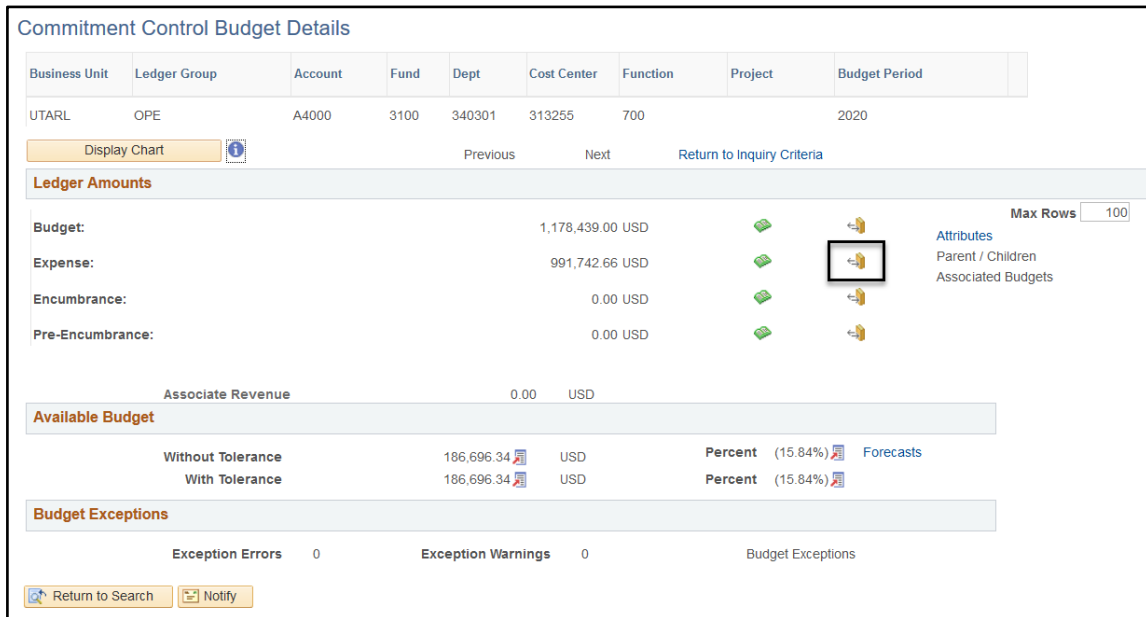 Commitment Control Budget Details
Business Unit Ledger Group Account Fund Dept Cost Center Function Project Budget Period
UTARL OPE A4000 3100 340301 313255 700 2020
Display Chart Previous Next Return to Inquiry Criteria
Ledger Amounts
Max Rows 100
Budget: 1,178,439.00 USD
Attributes
Expense: 991,742.66 USD Parent / Children
Associated Budgets
Encumbrance: 0.00 USD
Pre-Encumbrance: 0.00 USD
Associate Revenue 0.00 USD
Available Budget
Without Tolerance 186,696.34 USD Percent (15.84%) Forecasts
With Tolerance 186,696.34 USD Percent (15.84%)
Budget Exceptions
Exception Errors 0 Exception Warnings 0 Budget Exceptions
Return to Search Notify